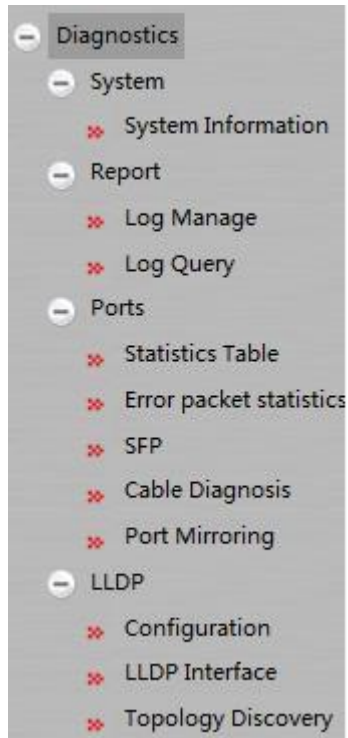 Diagnostics
System
System Information
Report
Log Manage
Log Query
Ports
Statistics Table
Error packet statistics
SFP
Cable Diagnosis
Port Mirroring
LLDP
Configuration
LLDP Interface
Topology Discovery